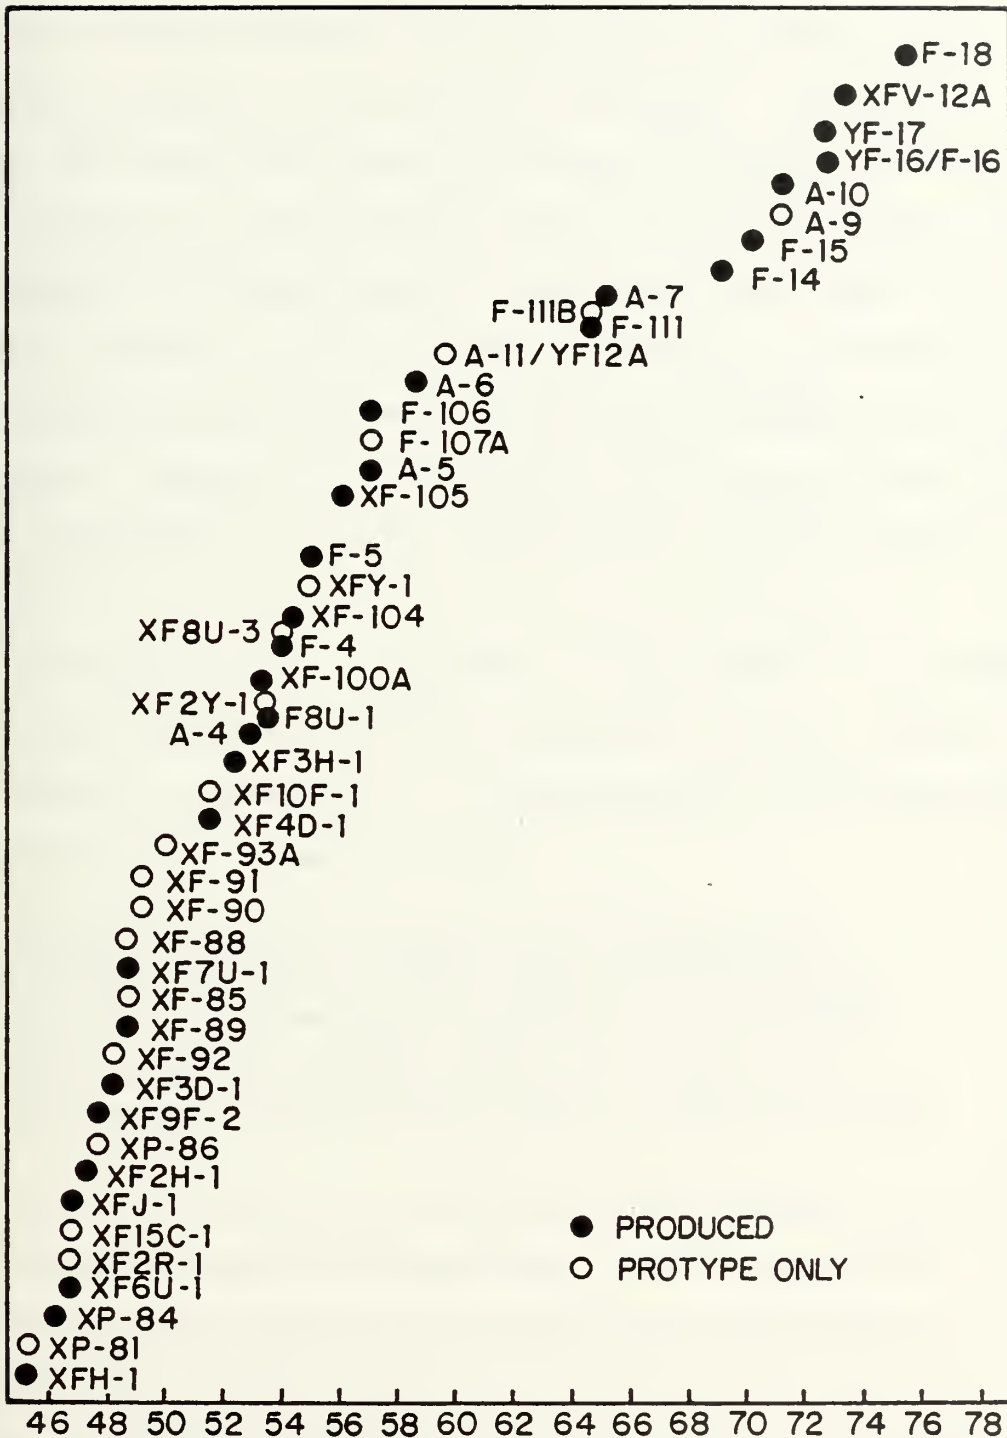 F-18
XFV-12A
YF-17
YF-16/F-16
A-10
A-9
F-15
F-14
A-7
F-111B
F-111
A-11/YF12A
A-6
F-106
F-107A
A-5
XF-105
F-5
XFY-1
XF-104
XF8U-3
F-4
XF-100A
XF2Y-1
F8U-1
A-4
XF3H-1
XF10F-1
XF4D-1
XF-93A
XF-91
XF-90
XF-88
XF7U-1
XF-85
XF-89
XF-92
XF3D-1
XF9F-2
XP-86
XF2H-1
XFJ-1
XF15C-1
XF2R-1
XF6U-1
XP-84
XP-81
XFH-1
PRODUCED
PROTYPE ONLY
46 48 50 52 54 56 58 60 62 64 66 68 70 72 74 76 78